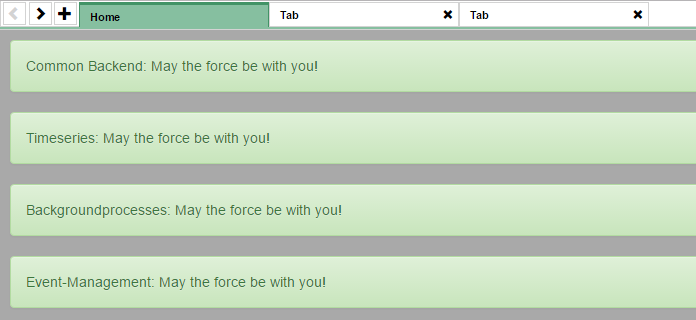 Home Tab Tab
Common Backend: May the force be with you!
Timeseries: May the force be with you!
Backgroundprocesses: May the force be with you!
Event-Management: May the force be with you!